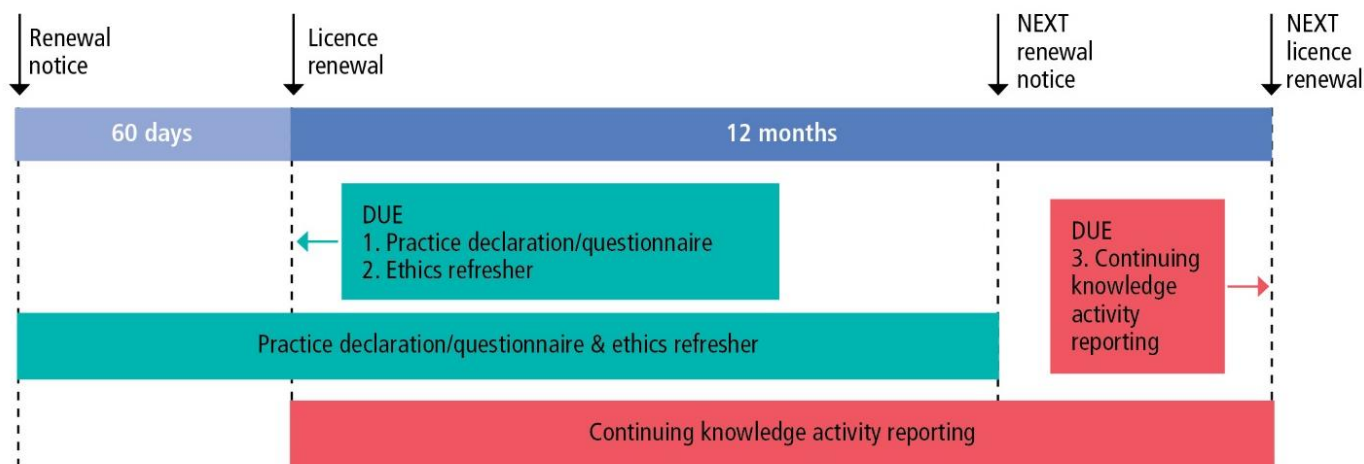 Renewal
notice
Licence
renewal
NEXT
renewal
notice
NEXT
licence
renewal
60 days
12 months
DUE
1. Practice declaration/questionnaire
2. Ethics refresher
DUE
3. Continuing
knowledge
activity
reporting
Practice declaration/questionnaire & ethics refresher
Continuing knowledge activity reporting